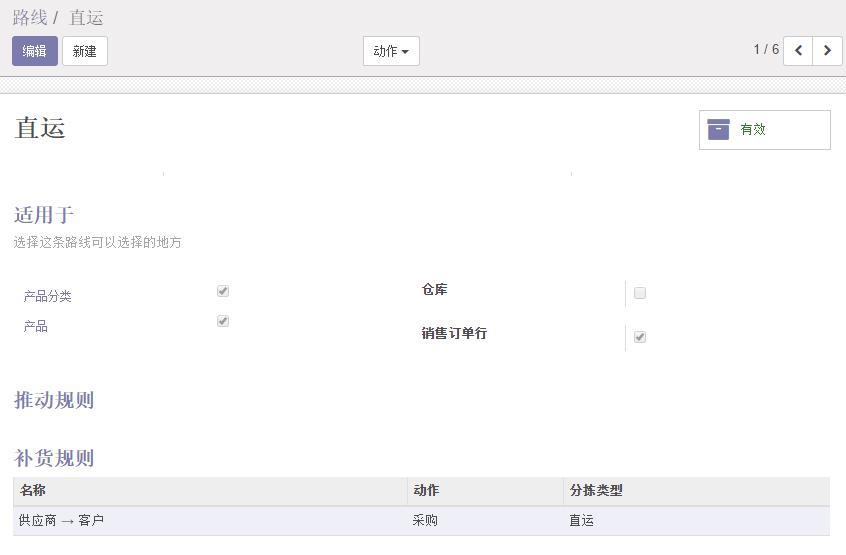 路线 / 直运
编辑 新建 动作 1 / 6
直运
有效
适用于
选择这条路线可以选择的地方
产品分类
仓库
产品
销售订单行
推动规则
补货规则
名称 动作 分拣类型
供应商 → 客户 采购 直运